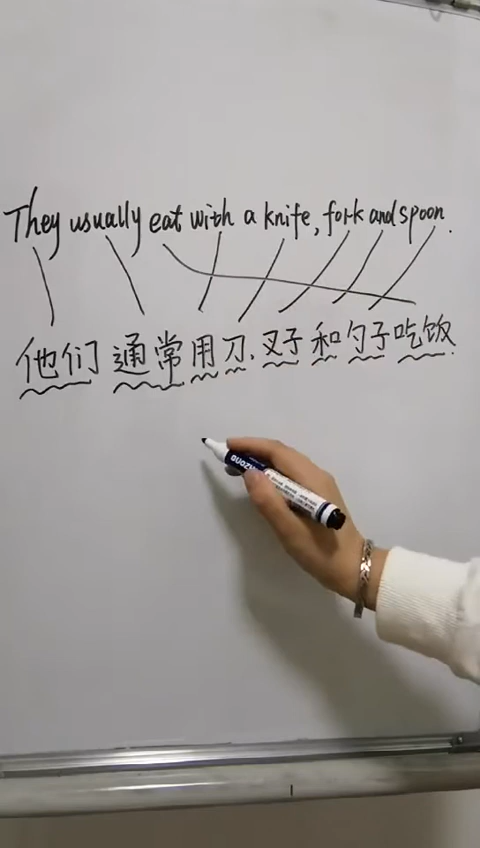 They usually eat with a knife, fork and spoon.
他们 通常用刀,叉子和勺子吃饭.
GUOZI